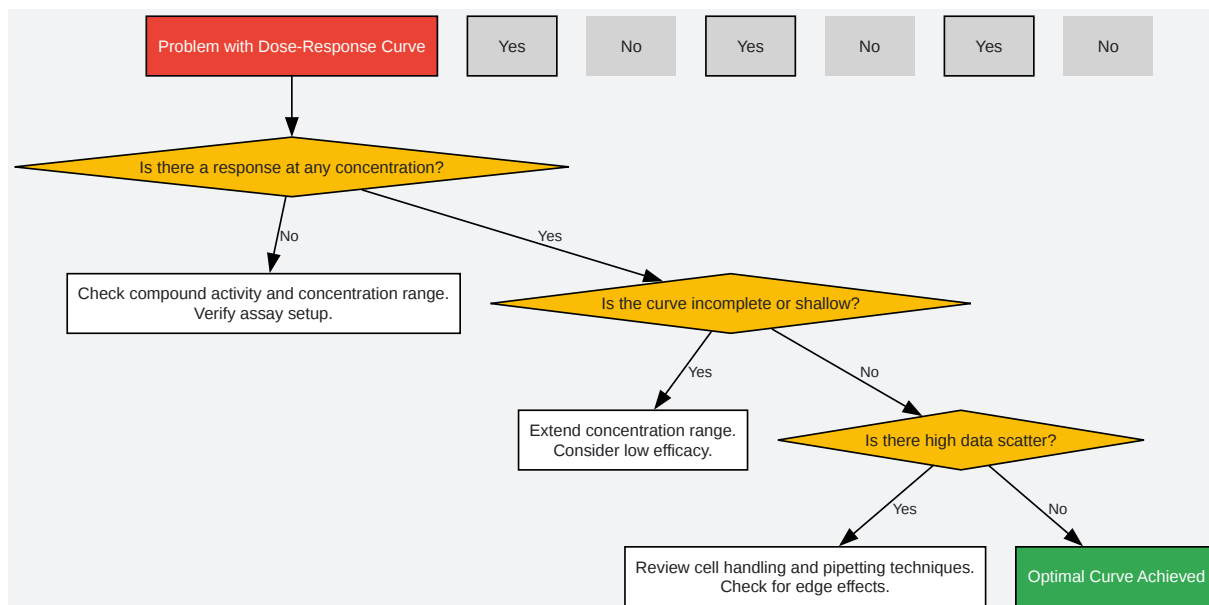 Problem with Dose-Response Curve
Yes
No
Yes
No
Yes
No
Is there a response at any concentration?
No
Yes
Check compound activity and concentration range.
Verify assay setup.
Is the curve incomplete or shallow?
Yes
No
Extend concentration range.
Consider low efficacy.
Is there high data scatter?
Yes
No
Review cell handling and pipetting techniques.
Check for edge effects.
Optimal Curve Achieved